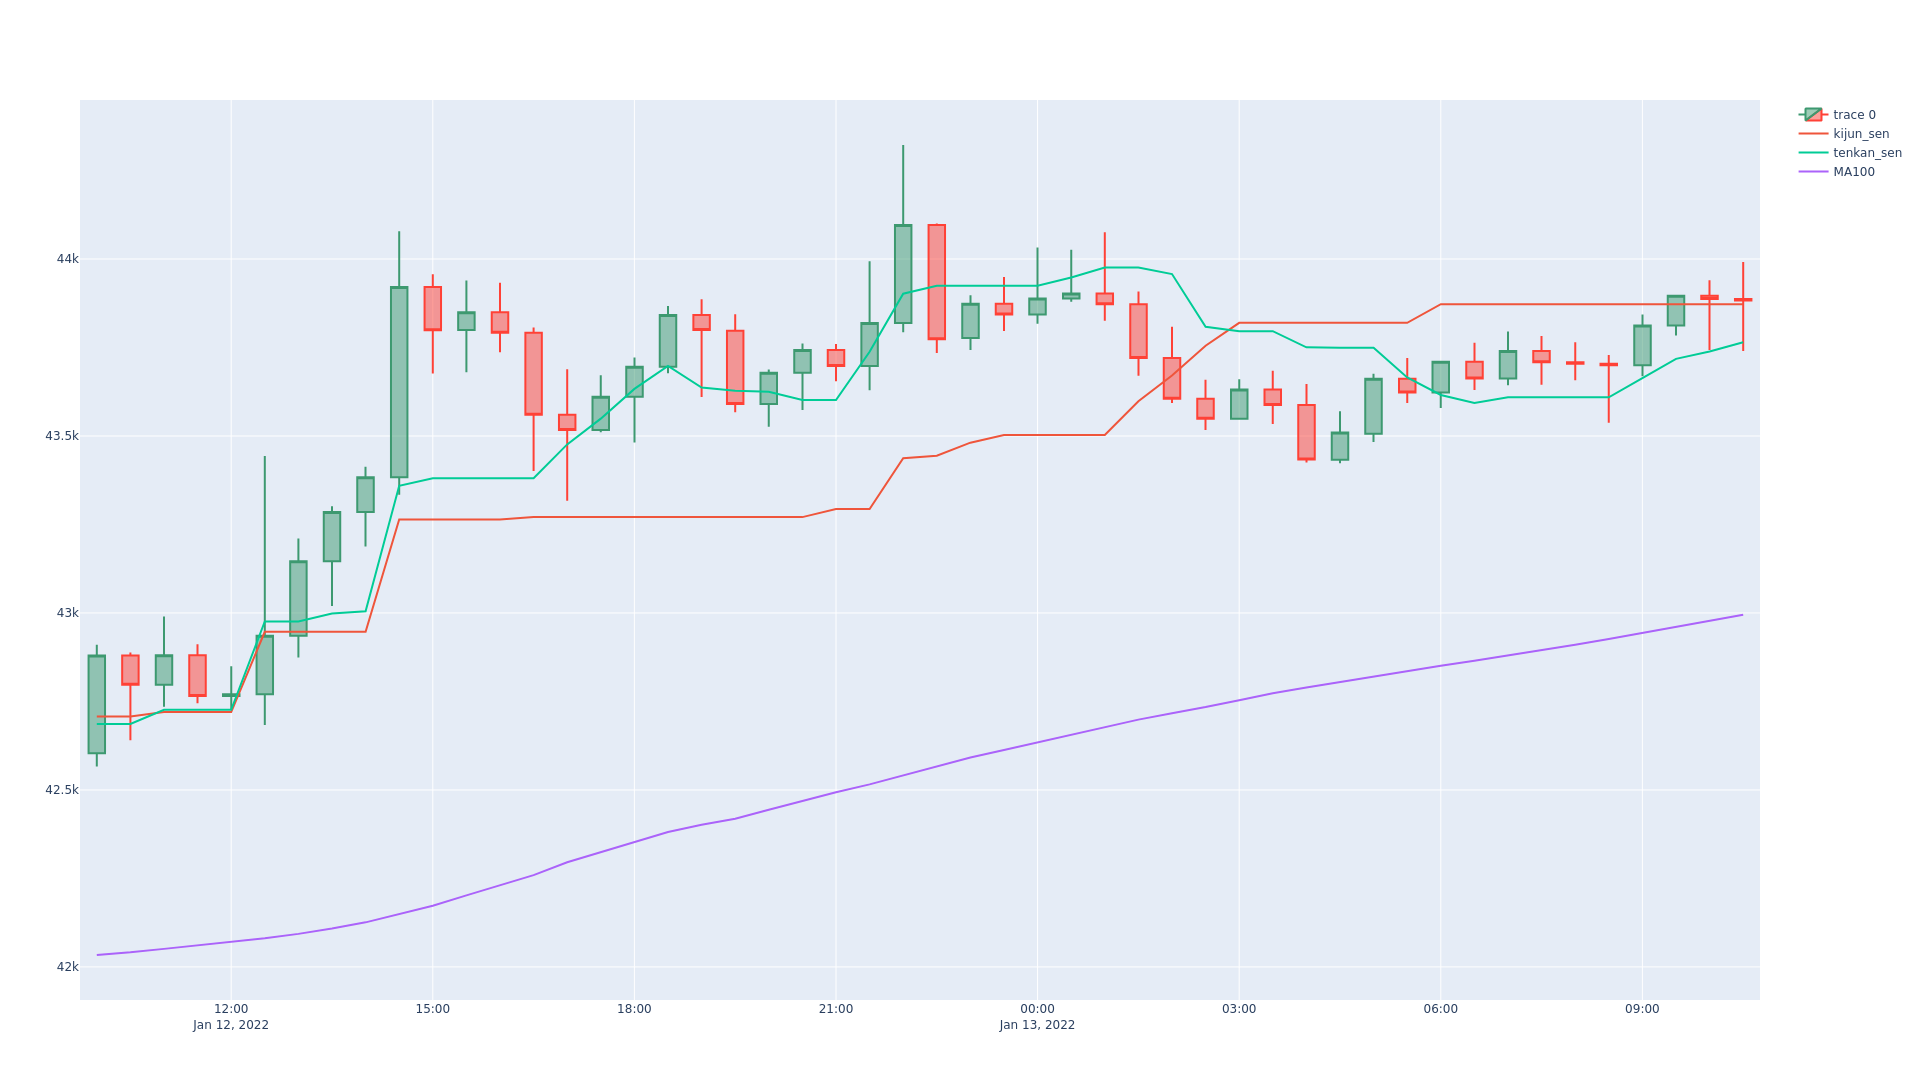 trace 0
kijun_sen
tenkan_sen
MA100
44k
43.5k
43k
42.5k
42k
12:00
Jan 12, 2022
15:00
18:00
21:00
00:00
Jan 13, 2022
03:00
06:00
09:00